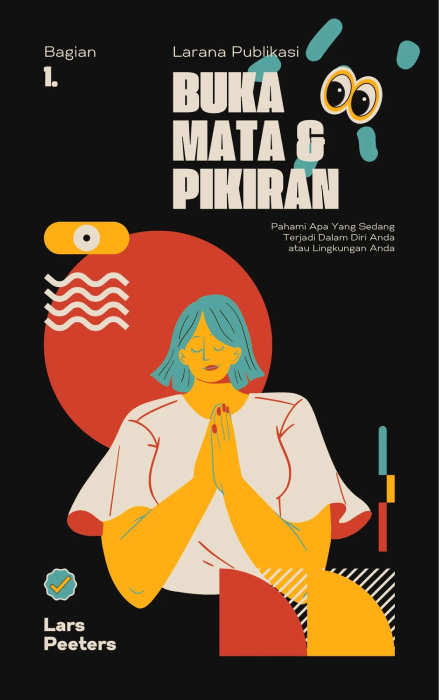 Bagian
1.
Larana Publikasi
BUKA
MATA &
PIKIRAN
Pahami Apa Yang Sedang
Terjadi Dalam Diri Anda
atau Lingkungan Anda
Lars
Peeters